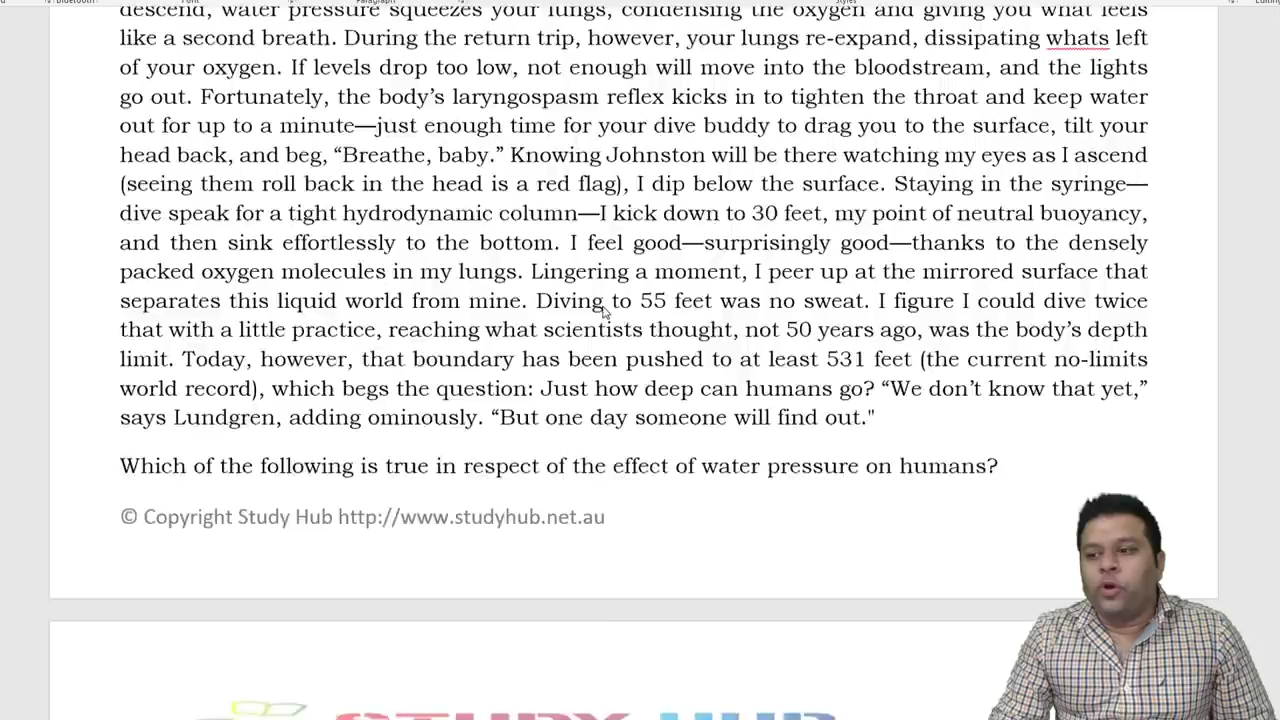 Paragraph
Styles
Editing
descend, water pressure squeezes your lungs, condensing the oxygen and giving you what feels
like a second breath. During the return trip, however, your lungs re-expand, dissipating whats left
of your oxygen. If levels drop too low, not enough will move into the bloodstream, and the lights
go out. Fortunately, the body’s laryngospasm reflex kicks in to tighten the throat and keep water
out for up to a minute—just enough time for your dive buddy to drag you to the surface, tilt your
head back, and beg, “Breathe, baby.” Knowing Johnston will be there watching my eyes as I ascend
(seeing them roll back in the head is a red flag), I dip below the surface. Staying in the syringe—
dive speak for a tight hydrodynamic column—I kick down to 30 feet, my point of neutral buoyancy,
and then sink effortlessly to the bottom. I feel good—surprisingly good—thanks to the densely
packed oxygen molecules in my lungs. Lingering a moment, I peer up at the mirrored surface that
separates this liquid world from mine. Diving to 55 feet was no sweat. I figure I could dive twice
that with a little practice, reaching what scientists thought, not 50 years ago, was the body’s depth
limit. Today, however, that boundary has been pushed to at least 531 feet (the current no-limits
world record), which begs the question: Just how deep can humans go? “We don’t know that yet,”
says Lundgren, adding ominously. “But one day someone will find out."
Which of the following is true in respect of the effect of water pressure on humans?
© Copyright Study Hub http://www.studyhub.net.au
STUDY HUB